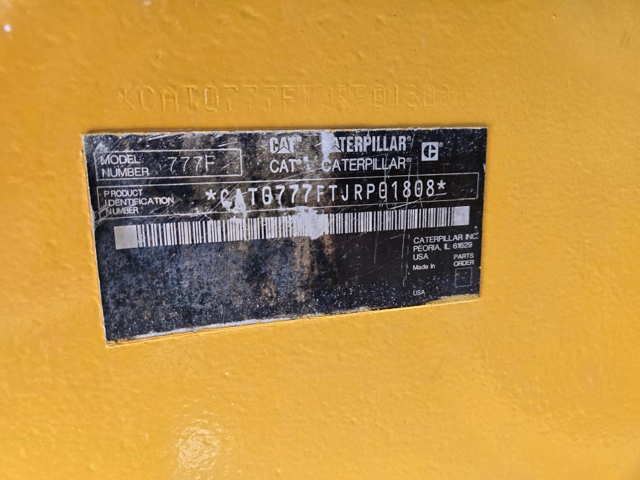 *CAT0777FTJRP01808*
MODEL NUMBER 777F
CAT CATERPILLAR
CAT CATERPILLAR
PRODUCT IDENTIFICATION NUMBER *CAT0777FTJRP01808*
CATERPILLAR INC.
PEORIA, IL 61629
USA
PARTS ORDER
Made in
USA